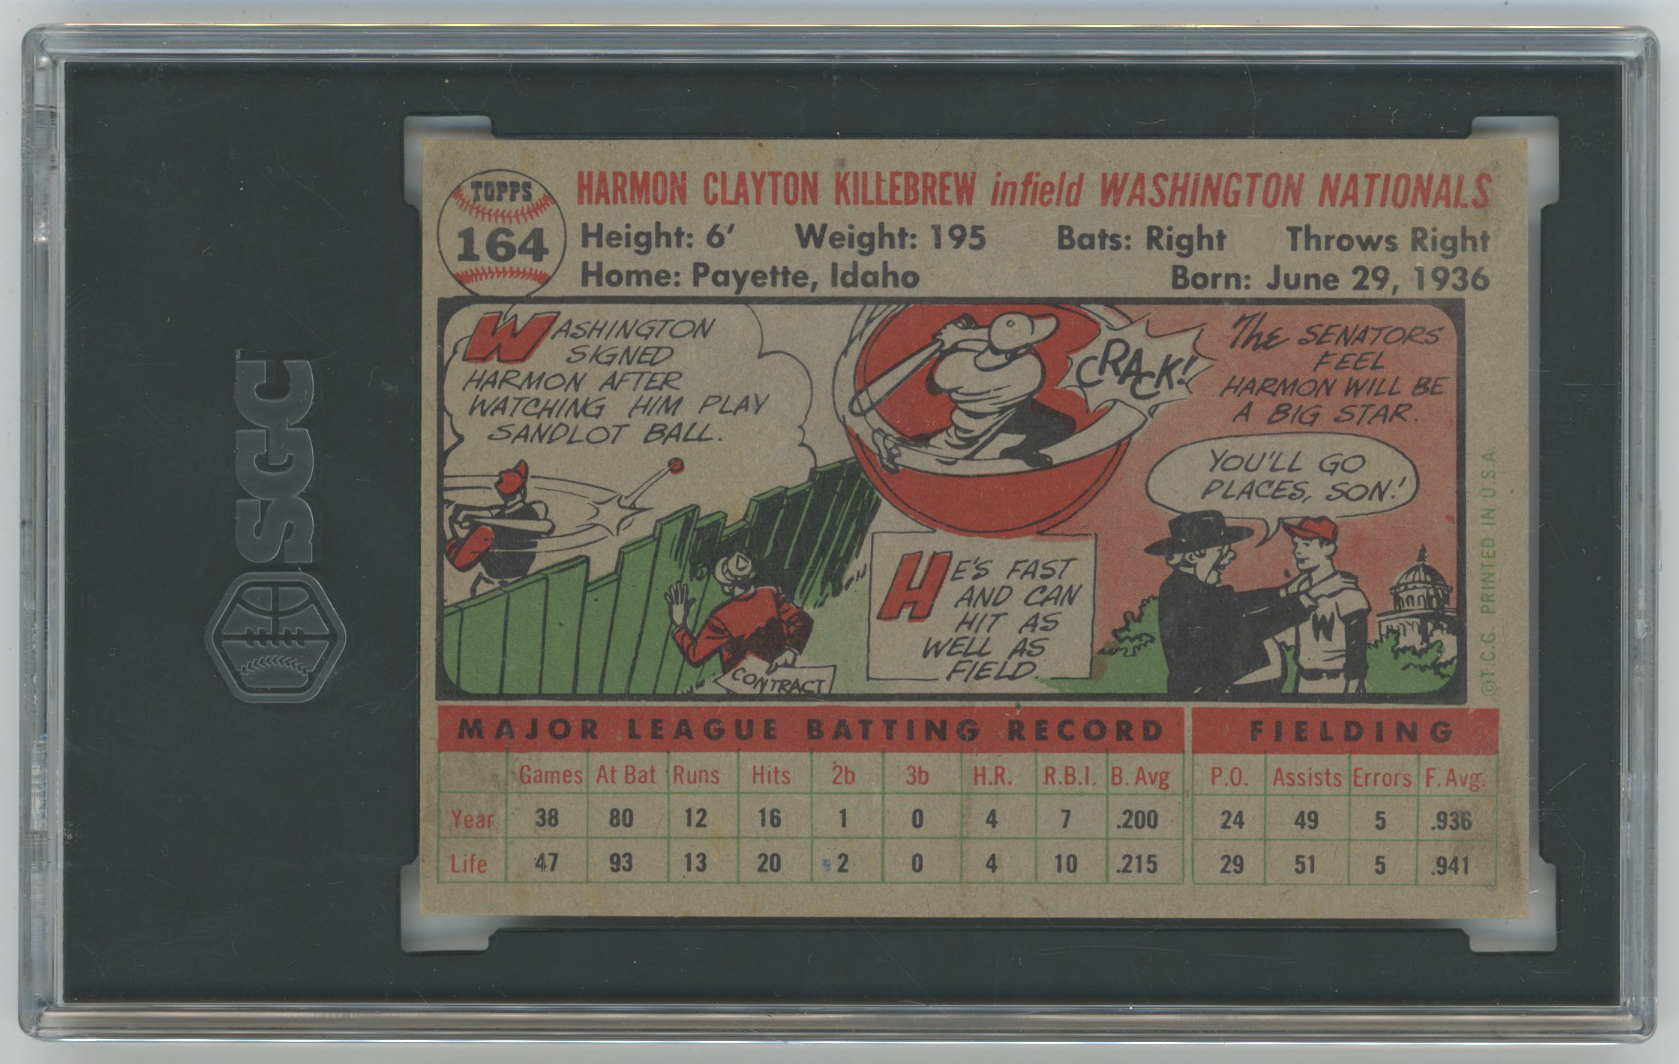 SGC
TOPPS
164
HARMON CLAYTON KILLEBREW infield WASHINGTON NATIONALS
Height: 6' Weight: 195 Bats: Right Throws Right
Home: Payette, Idaho Born: June 29, 1936
WASHINGTON
SIGNED
HARMON AFTER
WATCHING HIM PLAY
SANDLOT BALL.
CONTRACT
CRACK!
HE'S FAST
AND CAN
HIT AS
WELL AS
FIELD.
THE SENATORS
FEEL
HARMON WILL BE
A BIG STAR.
YOU'LL GO
PLACES, SON!
W
©T.C.G. PRINTED IN U.S.A.
MAJOR LEAGUE BATTING RECORD FIELDING
Games At Bat Runs Hits 2b 3b H.R. R.B.I. B. Avg P.O. Assists Errors F. Avg.
Year 38 80 12 16 1 0 4 7 .200 24 49 5 .936
Life 47 93 13 20 2 0 4 10 .215 29 51 5 .941